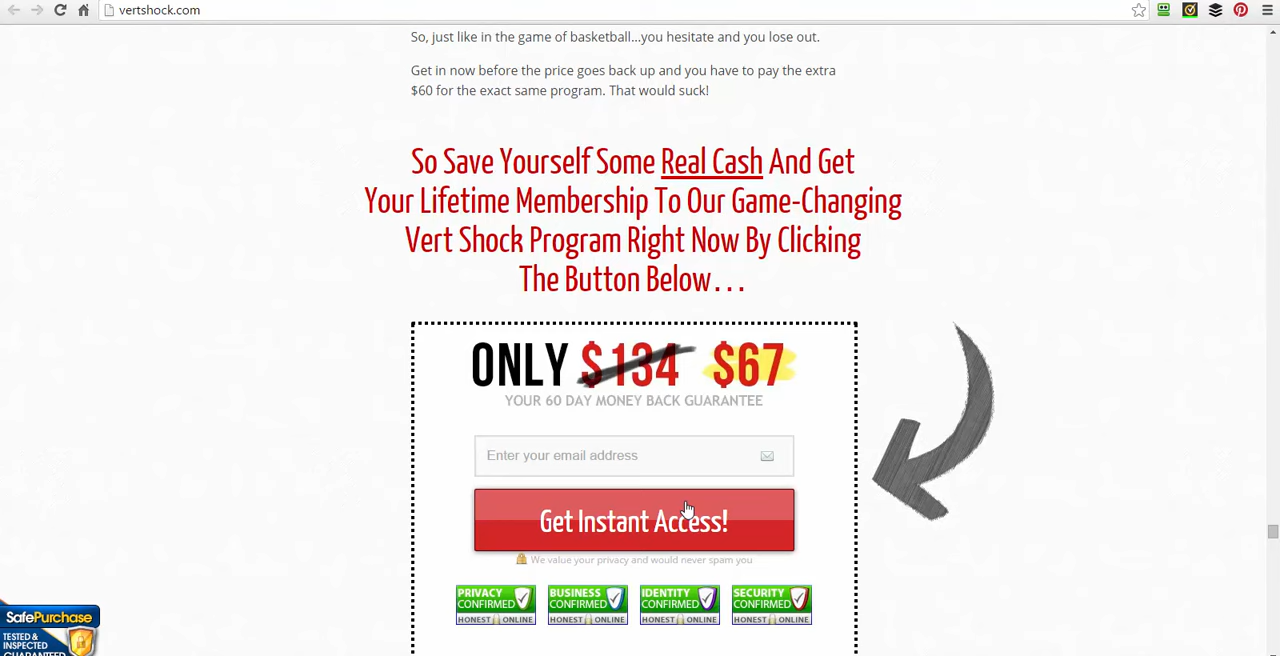 vertshock.com
So, just like in the game of basketball...you hesitate and you lose out.
Get in now before the price goes back up and you have to pay the extra
$60 for the exact same program. That would suck!
So Save Yourself Some Real Cash And Get
Your Lifetime Membership To Our Game-Changing
Vert Shock Program Right Now By Clicking
The Button Below...
ONLY $134 $67
YOUR 60 DAY MONEY BACK GUARANTEE
Enter your email address
Get Instant Access!
We value your privacy and would never spam you
PRIVACY CONFIRMED HONEST ONLINE
BUSINESS CONFIRMED HONEST ONLINE
IDENTITY CONFIRMED HONEST ONLINE
SECURITY CONFIRMED HONEST ONLINE
SafePurchase
TESTED &
INSPECTED
GUARANTEED